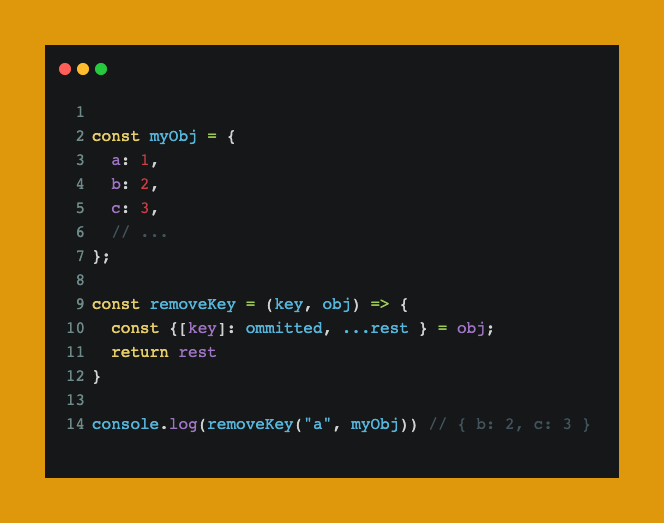 1
2 const myObj = {
3   a: 1,
4   b: 2,
5   c: 3,
6   // ...
7 };
8
9 const removeKey = (key, obj) => {
10   const {[key]: ommitted, ...rest } = obj;
11   return rest
12 }
13
14 console.log(removeKey("a", myObj)) // { b: 2, c: 3 }